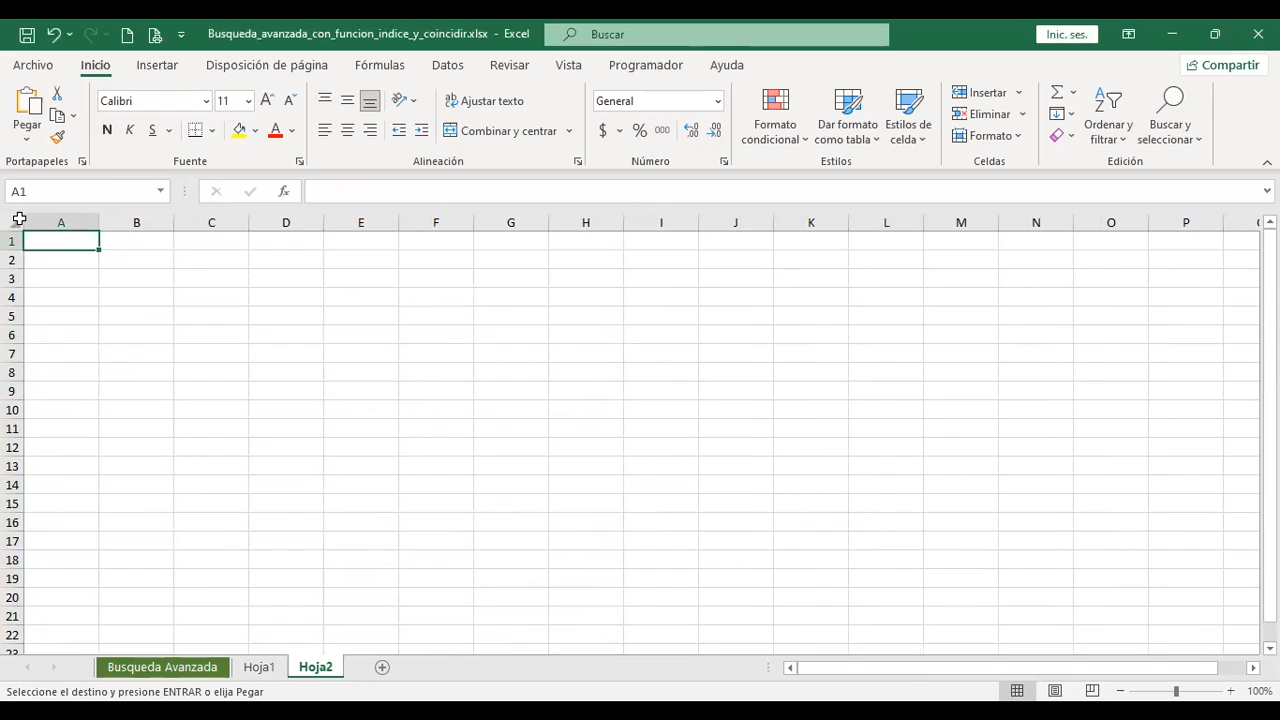 Busqueda_avanzada_con_funcion_indice_y_coincidir.xlsx - Excel
Buscar
Inic. ses.
Archivo Inicio Insertar Disposición de página Fórmulas Datos Revisar Vista Programador Ayuda
Compartir
Pegar
Portapapeles
Calibri 11
N K S
Fuente
Ajustar texto
Combinar y centrar
Alineación
General
$ % 000
Número
Formato condicional
Dar formato como tabla
Estilos de celda
Estilos
Insertar
Eliminar
Formato
Celdas
Ordenar y filtrar
Buscar y seleccionar
Edición
A1
fx
A B C D E F G H I J K L M N O P
1
2
3
4
5
6
7
8
9
10
11
12
13
14
15
16
17
18
19
20
21
22
23
Busqueda Avanzada Hoja1 Hoja2
Seleccione el destino y presione ENTRAR o elija Pegar
100%